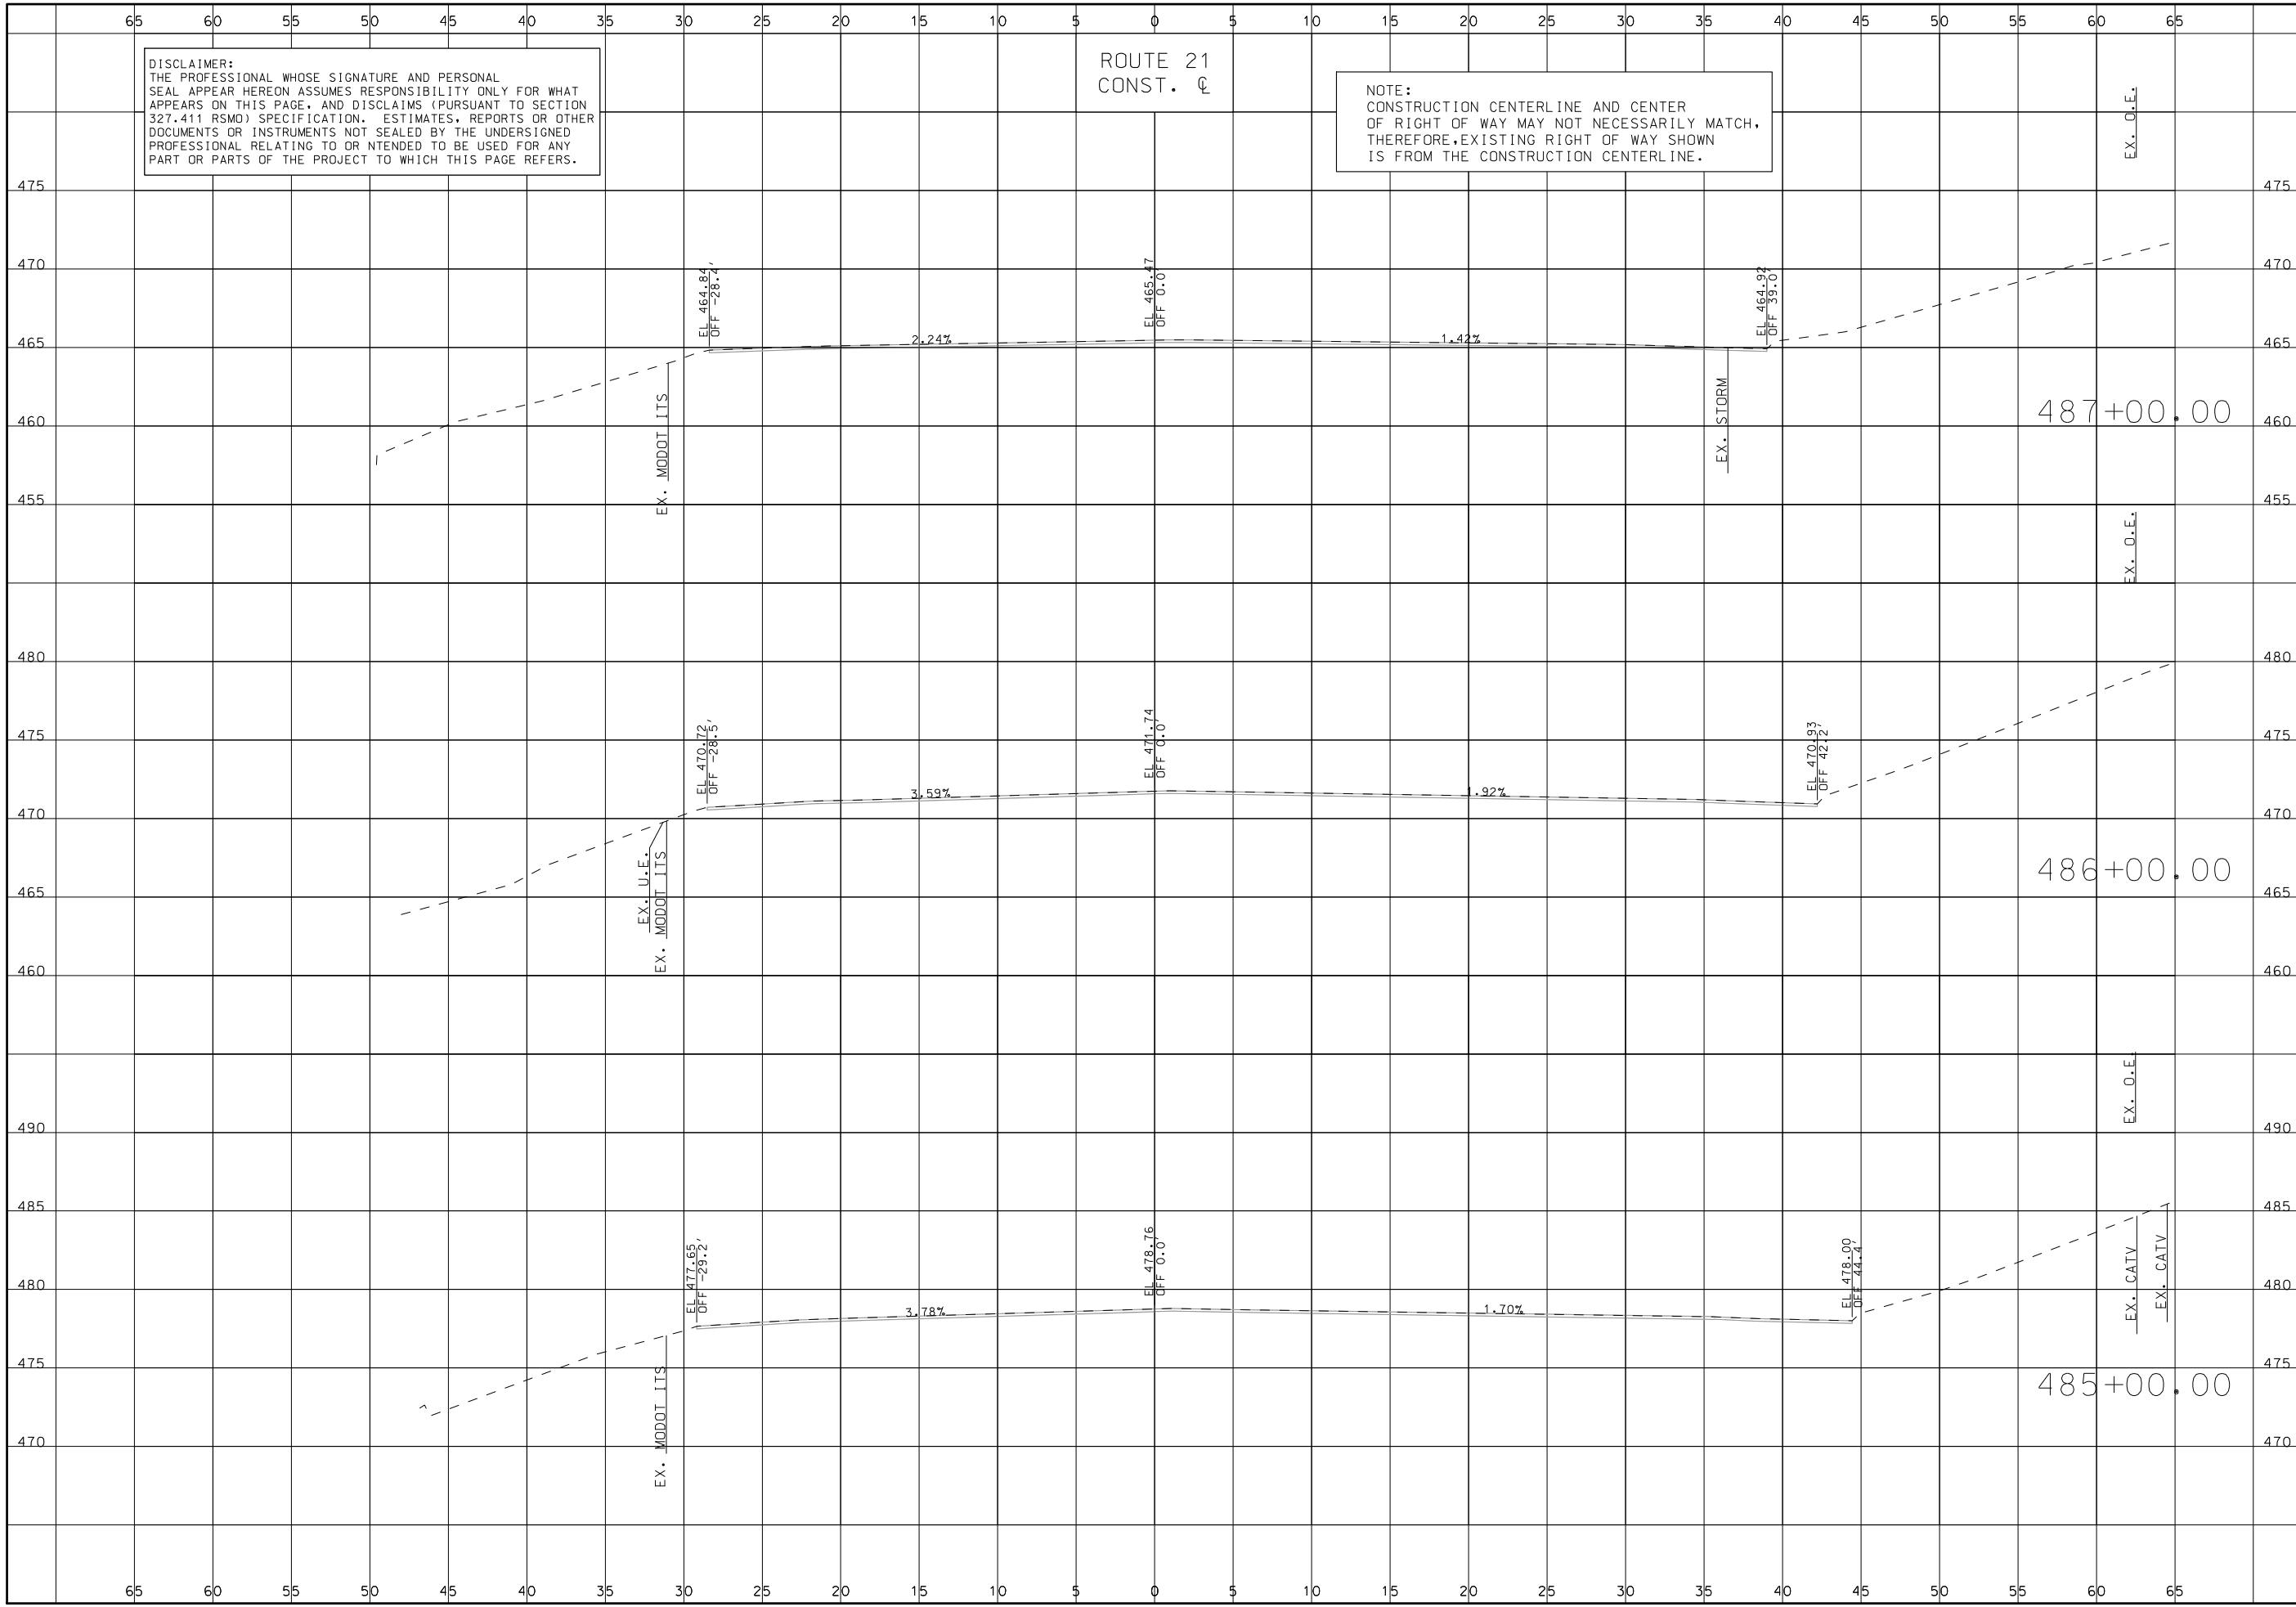 65 60 55 50 45 40 35 30 25 20 15 10 5 0 5 10 15 20 25 30 35 40 45 50 55 60 65
DISCLAIMER:
THE PROFESSIONAL WHOSE SIGNATURE AND PERSONAL
SEAL APPEAR HEREON ASSUMES RESPONSIBILITY ONLY FOR WHAT
APPEARS ON THIS PAGE, AND DISCLAIMS (PURSUANT TO SECTION
327.411 RSMO) SPECIFICATION. ESTIMATES, REPORTS OR OTHER
DOCUMENTS OR INSTRUMENTS NOT SEALED BY THE UNDERSIGNED
PROFESSIONAL RELATING TO OR NTENDED TO BE USED FOR ANY
PART OR PARTS OF THE PROJECT TO WHICH THIS PAGE REFERS.
ROUTE 21
CONST. ℄
NOTE:
CONSTRUCTION CENTERLINE AND CENTER
OF RIGHT OF WAY MAY NOT NECESSARILY MATCH,
THEREFORE,EXISTING RIGHT OF WAY SHOWN
IS FROM THE CONSTRUCTION CENTERLINE.
EX. O.E.
475 475
470 470
EL 464.84
OFF -28.4'
EL 465.47
OFF 0.0'
EL 464.92
OFF 39.0'
2.24% 1.42%
465 465
EX. MODOT ITS
EX. STORM
487+00.00
460 460
455 455
EX. O.E.
480 480
EL 470.72
OFF -28.5'
EL 471.74
OFF 0.0'
EL 470.93
OFF 42.2'
475 475
3.59% 1.92%
470 470
EX. U.E.
EX. MODOT ITS
486+00.00
465 465
460 460
EX. O.E.
490 490
485 485
EL 477.65
OFF -29.2'
EL 478.76
OFF 0.0'
EL 478.00
OFF 44.4'
EX. CATV
EX. CATV
480 480
3.78% 1.70%
475 475
EX. MODOT ITS
485+00.00
470 470
65 60 55 50 45 40 35 30 25 20 15 10 5 0 5 10 15 20 25 30 35 40 45 50 55 60 65